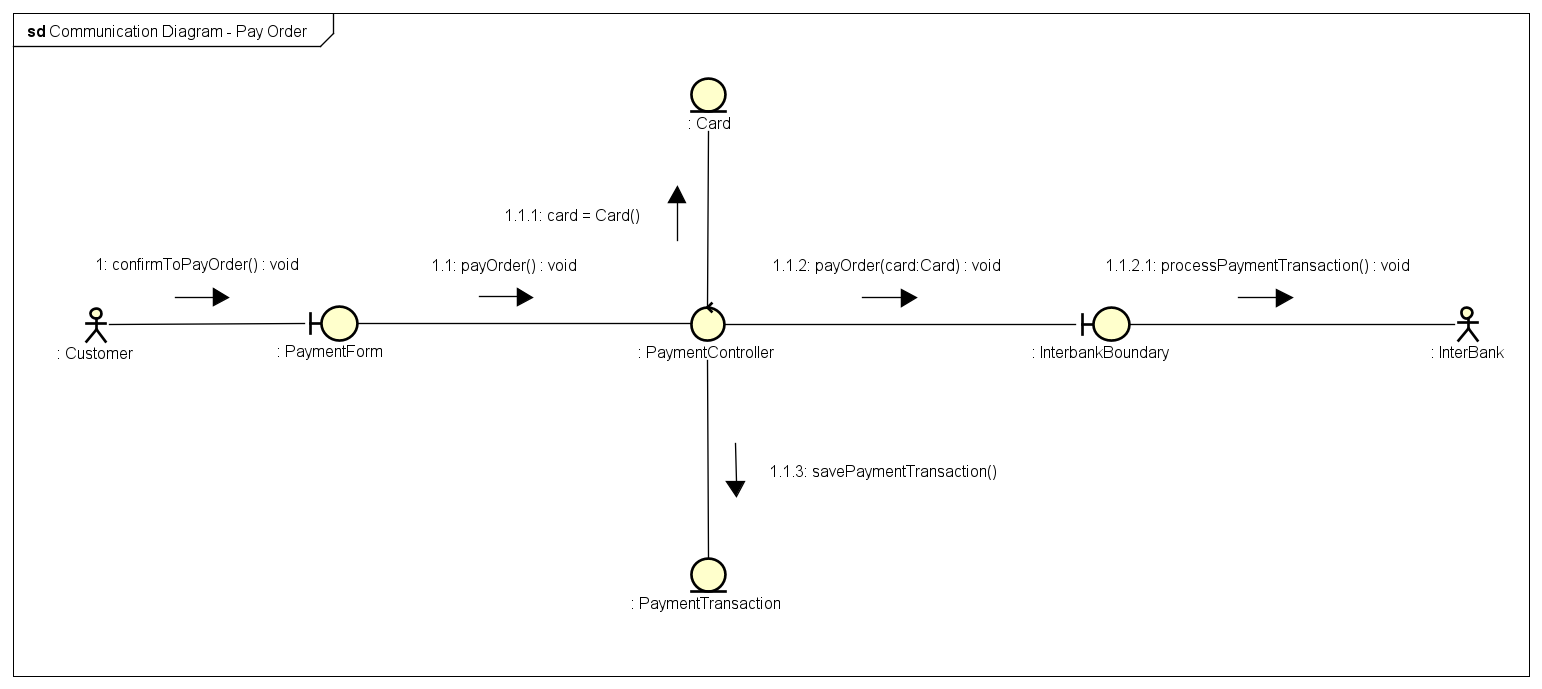 sd Communication Diagram - Pay Order
: Card
1.1.1: card = Card()
1: confirmToPayOrder() : void
1.1: payOrder() : void
1.1.2: payOrder(card:Card) : void
1.1.2.1: processPaymentTransaction() : void
: Customer
: PaymentForm
: PaymentController
: InterbankBoundary
: InterBank
1.1.3: savePaymentTransaction()
: PaymentTransaction